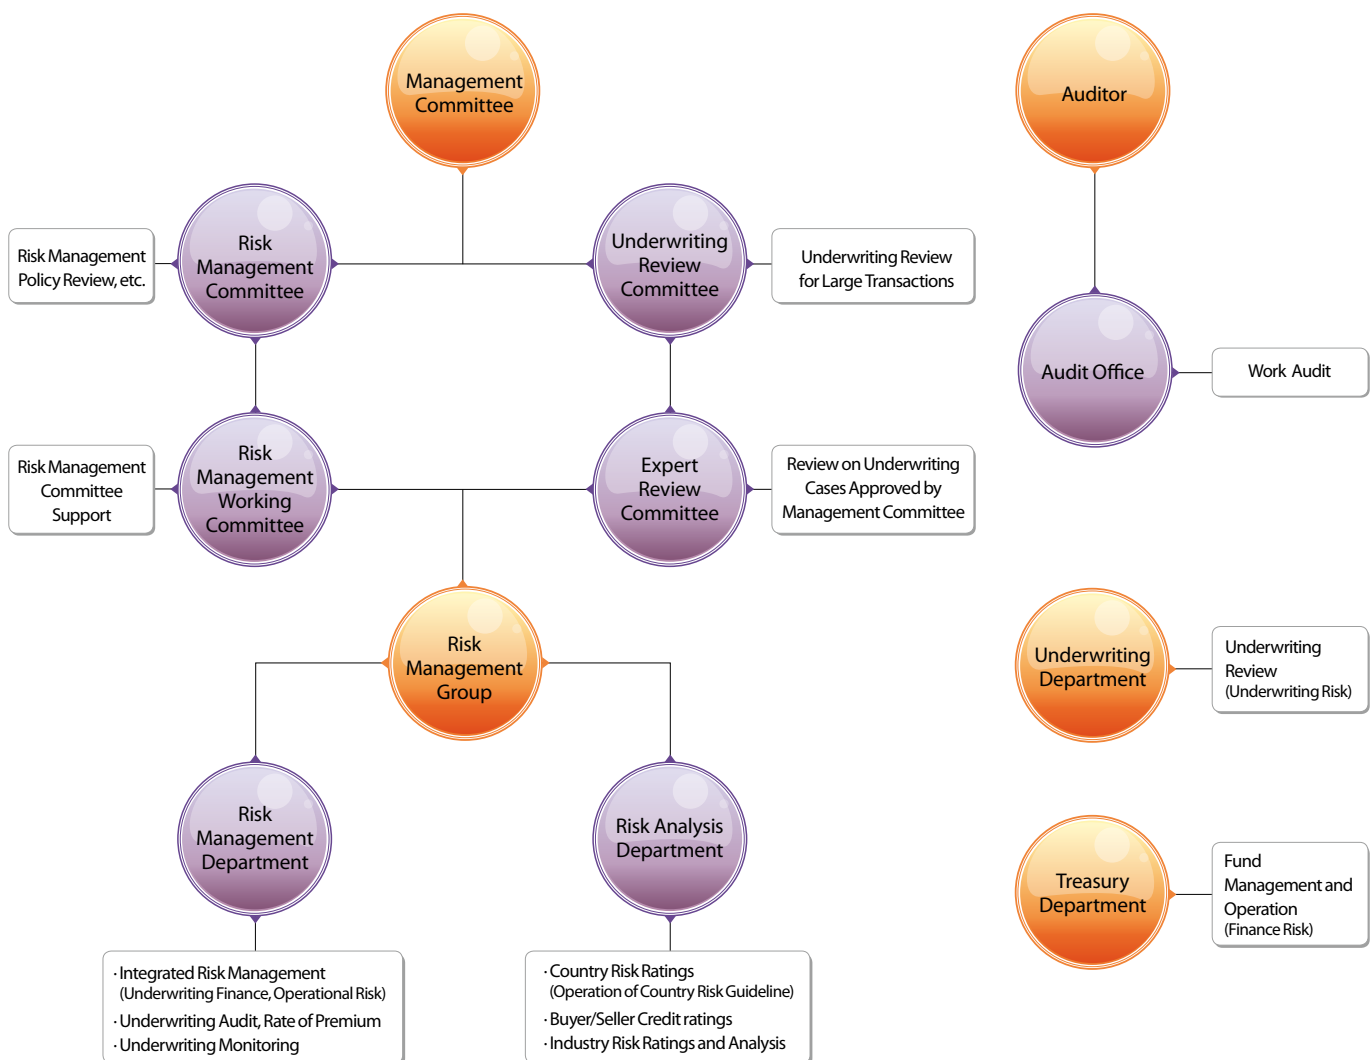 Management
Committee
Auditor
Risk Management
Policy Review, etc.
Risk
Management
Committee
Underwriting
Review
Committee
Underwriting Review
for Large Transactions
Audit Office
Work Audit
Risk Management
Committee
Support
Risk
Management
Working
Committee
Expert
Review
Committee
Review on Underwriting
Cases Approved by
Management Committee
Risk
Management
Group
Underwriting
Department
Underwriting
Review
(Underwriting Risk)
Risk
Management
Department
Risk Analysis
Department
Treasury
Department
Fund
Management and
Operation
(Finance Risk)
· Integrated Risk Management
(Underwriting Finance, Operational Risk)
· Underwriting Audit, Rate of Premium
· Underwriting Monitoring
· Country Risk Ratings
(Operation of Country Risk Guideline)
· Buyer/Seller Credit ratings
· Industry Risk Ratings and Analysis